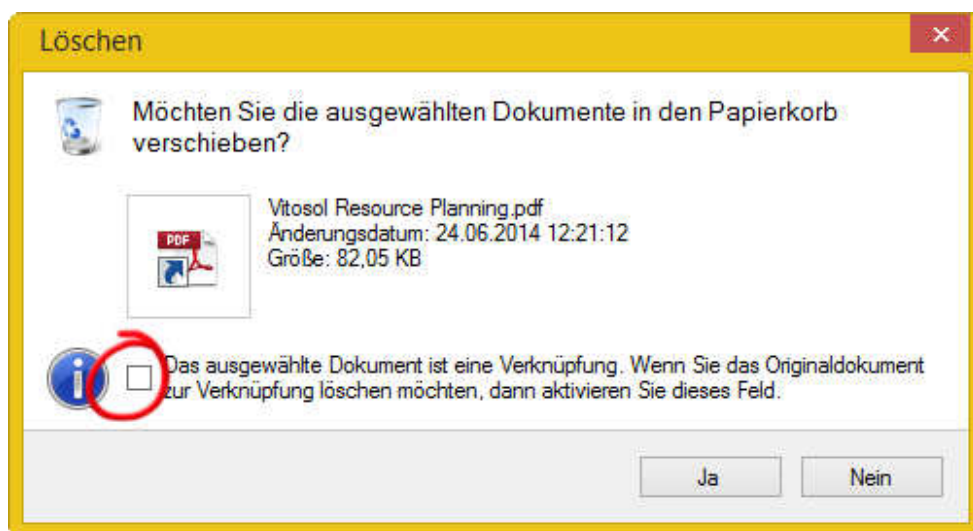 Löschen
Möchten Sie die ausgewählten Dokumente in den Papierkorb
verschieben?
PDF
Vitosol Resource Planning.pdf
Änderungsdatum: 24.06.2014 12:21:12
Größe: 82,05 KB
Das ausgewählte Dokument ist eine Verknüpfung. Wenn Sie das Originaldokument
zur Verknüpfung löschen möchten, dann aktivieren Sie dieses Feld.
Ja
Nein